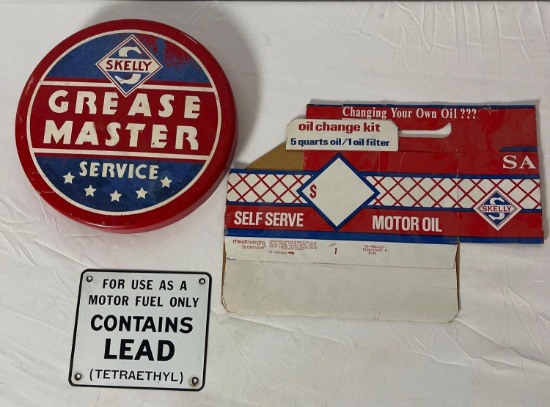 SKELLY
S
GREASE
MASTER
SERVICE
Changing Your Own Oil ???
oil change kit
5 quarts oil/1 oil filter
SA
$
S
SKELLY
SELF SERVE
MOTOR OIL
FOR USE AS A
MOTOR FUEL ONLY
CONTAINS
LEAD
(TETRAETHYL)